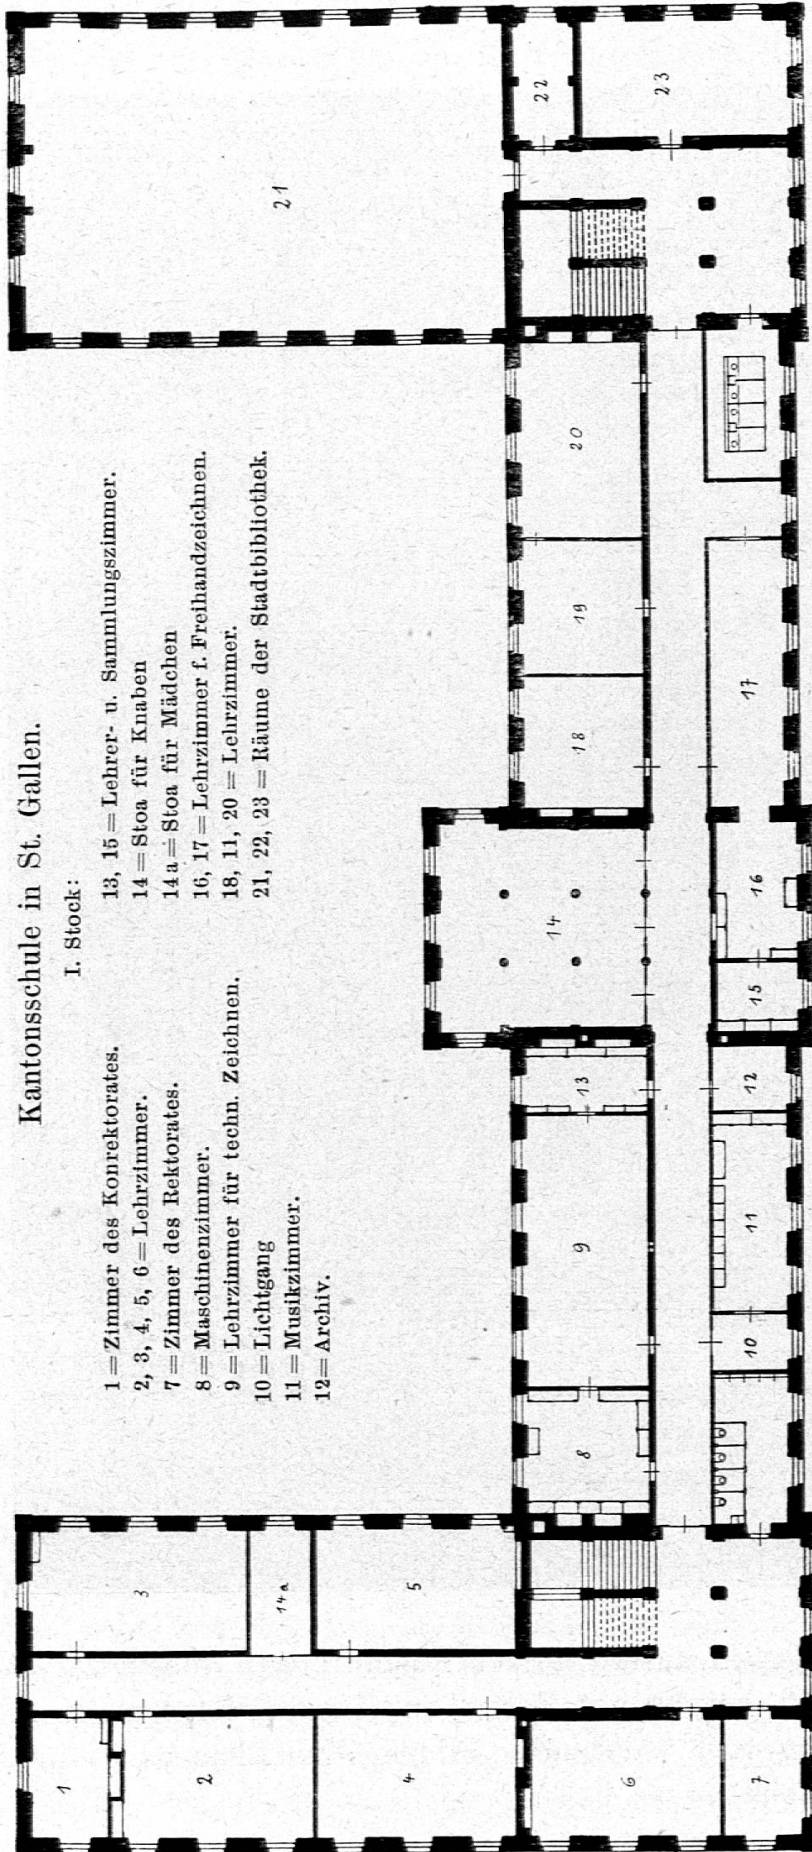 Kantonsschule in St. Gallen.
I. Stock:
1 = Zimmer des Konrektorates.
2, 3, 4, 5, 6 = Lehrzimmer.
7 = Zimmer des Rektorates.
8 = Maschinenzimmer.
9 = Lehrzimmer für techn. Zeichnen.
10 = Lichtgang
11 = Musikzimmer.
12 = Archiv.
13, 15 = Lehrer- u. Sammlungszimmer.
14 = Stoa für Knaben
14a = Stoa für Mädchen
16, 17 = Lehrzimmer f. Freihandzeichnen.
18, 11, 20 = Lehrzimmer.
21, 22, 23 = Räume der Stadtbibliothek.
1
2
3
14a
4
5
6
7
8
9
10
11
12
13
14
15
16
17
18
19
20
21
22
23